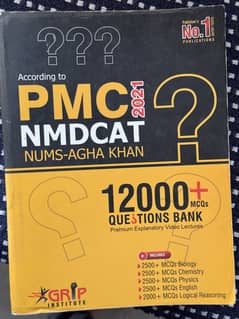 Pakistan's
No.1
PUBLICATIONS
???
According to
PMC 2021
NMDCAT
NUMS-AGHA KHAN
?
12000+
MCQs
QUESTIONS BANK
Premium Explanatory Video Lectures
INCLUDES
2500+ MCQs Biology
2500+ MCQs Chemistry
2500+ MCQs Physics
2500+ MCQs English
2000+ MCQs Logical Reasoning
GRIP
INSTITUTE